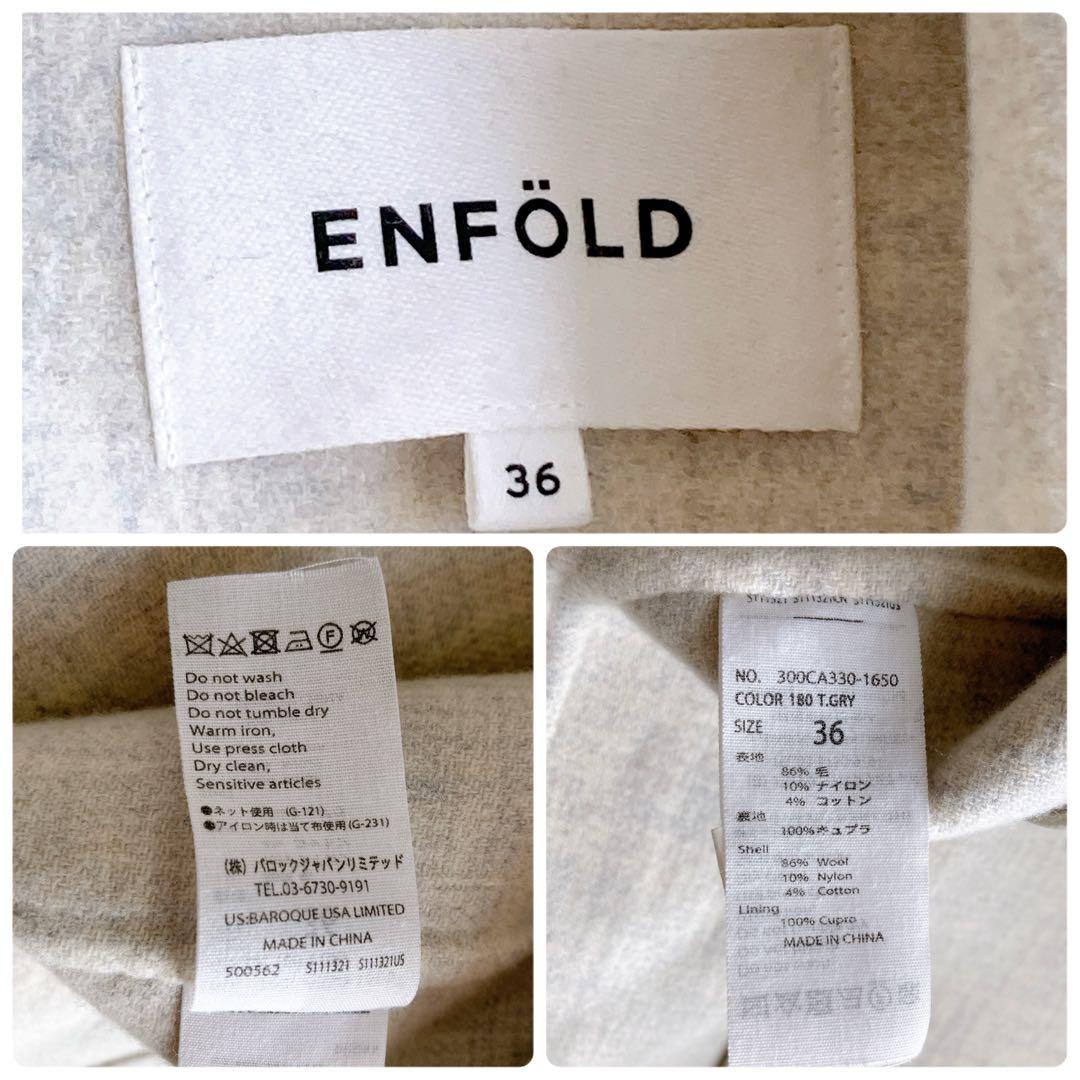 ENFÖLD
36
Do not wash
Do not bleach
Do not tumble dry
Warm iron,
Use press cloth
Dry clean,
Sensitive articles
●ネット使用 (G-121)
●アイロン時は当て布使用(G-231)
(株) バロックジャパンリミテッド
TEL.03-6730-9191
US:BAROQUE USA LIMITED
MADE IN CHINA
500562 S111321 S111321US
S111321 S111321CN S111321US
NO. 300CA330-1650
COLOR 180 T.GRY
SIZE 36
表地
86% 毛
10% ナイロン
4% コットン
裏地
100%キュプラ
Shell
86% Wool
10% Nylon
4% Cotton
Lining
100% Cupro
MADE IN CHINA